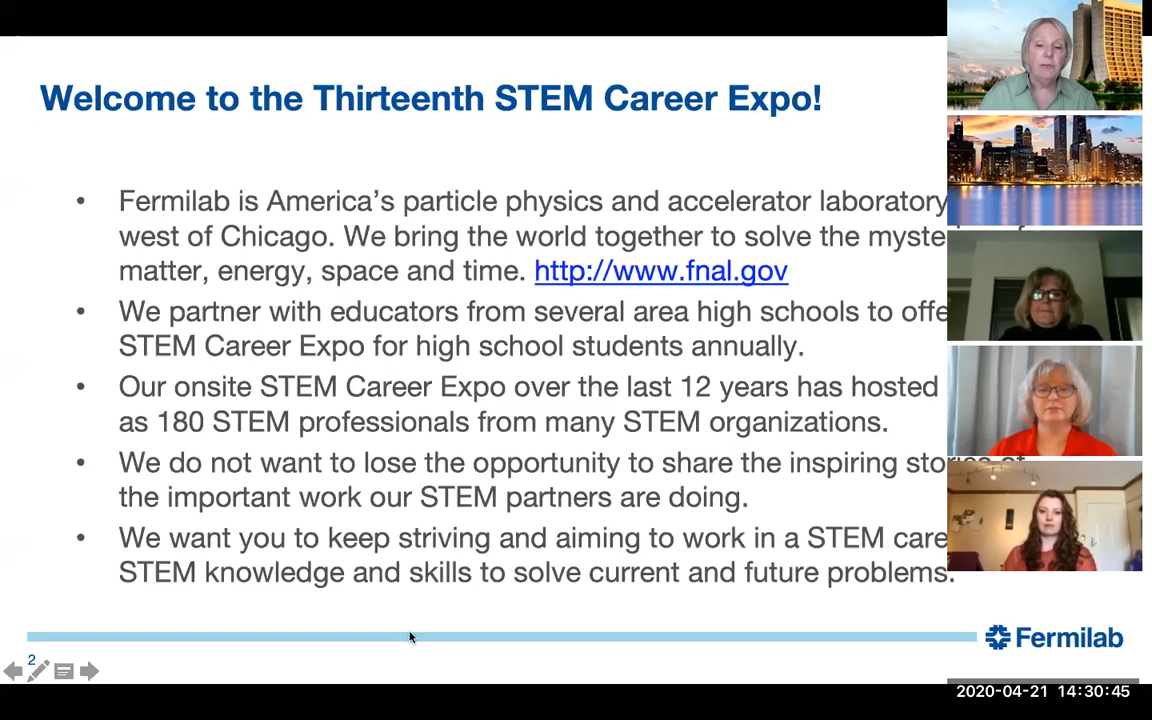 Welcome to the Thirteenth STEM Career Expo!
• Fermilab is America's particle physics and accelerator laboratory
west of Chicago. We bring the world together to solve the myste
matter, energy, space and time. http://www.fnal.gov
• We partner with educators from several area high schools to offe
STEM Career Expo for high school students annually.
• Our onsite STEM Career Expo over the last 12 years has hosted
as 180 STEM professionals from many STEM organizations.
• We do not want to lose the opportunity to share the inspiring stories of
the important work our STEM partners are doing.
• We want you to keep striving and aiming to work in a STEM care
STEM knowledge and skills to solve current and future problems.
Fermilab
2
2020-04-21 14:30:45